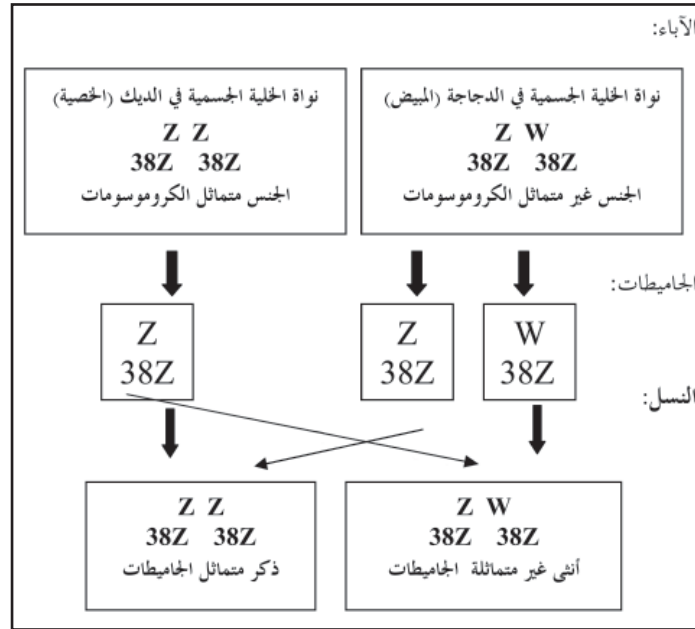 الآباء:
نواة الخلية الجسمية في الدجاجة (المبيض)
Z W
38Z 38Z
الجنس غير متماثل الكروموسومات
نواة الخلية الجسمية في الديك (الخصية)
Z Z
38Z 38Z
الجنس متماثل الكروموسومات
الجاميطات:
W
38Z
Z
38Z
Z
38Z
النسل:
Z W
38Z 38Z
أنثى غير متماثلة الجاميطات
Z Z
38Z 38Z
ذكر متماثل الجاميطات